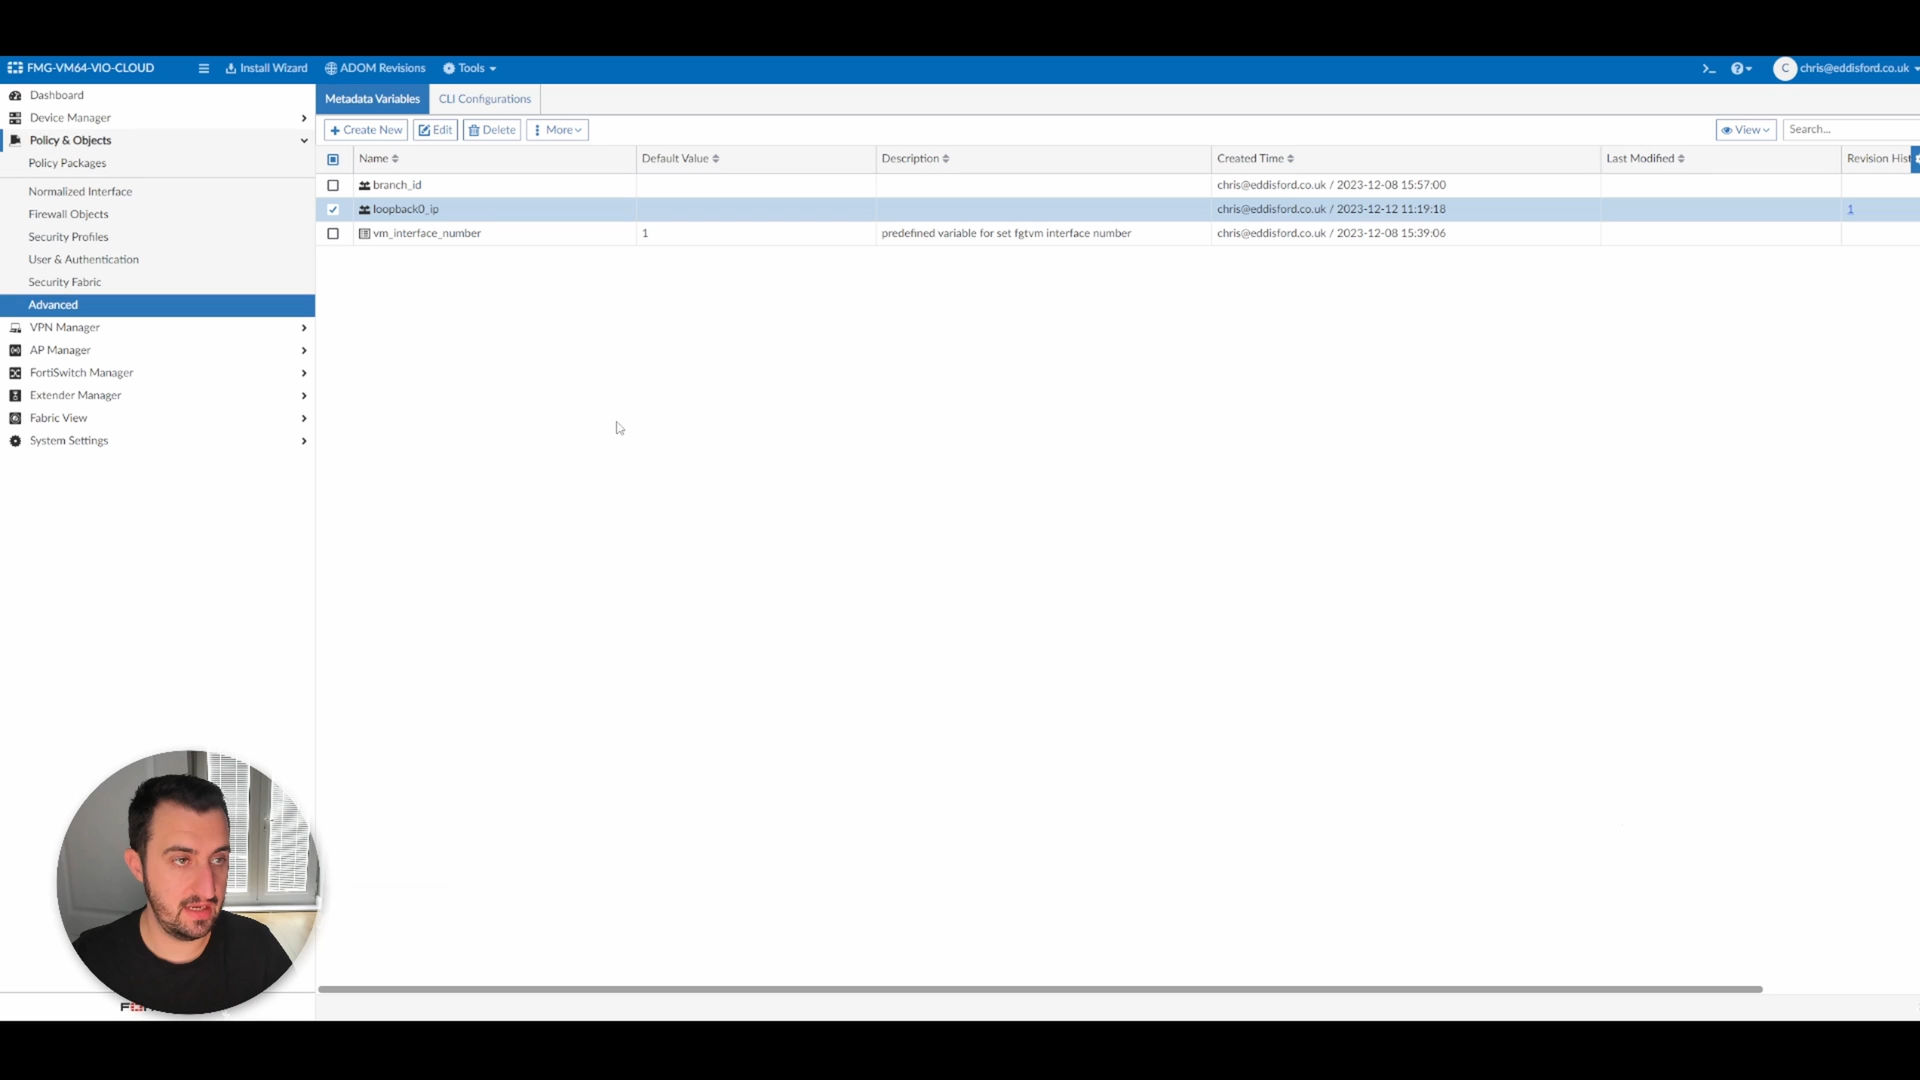 FMG-VM64-VIO-CLOUD
Install Wizard
ADOM Revisions
Tools
C
chris@eddisford.co.uk
Dashboard
Device Manager
Policy & Objects
Policy Packages
Normalized Interface
Firewall Objects
Security Profiles
User & Authentication
Security Fabric
Advanced
VPN Manager
AP Manager
FortiSwitch Manager
Extender Manager
Fabric View
System Settings
Metadata Variables
CLI Configurations
Create New
Edit
Delete
More
View
Search...
Name Default Value Description Created Time Last Modified Revision Hist
branch_id chris@eddisford.co.uk / 2023-12-08 15:57:00
loopback0_ip chris@eddisford.co.uk / 2023-12-12 11:19:18 1
vm_interface_number 1 predefined variable for set fgtvm interface number chris@eddisford.co.uk / 2023-12-08 15:39:06